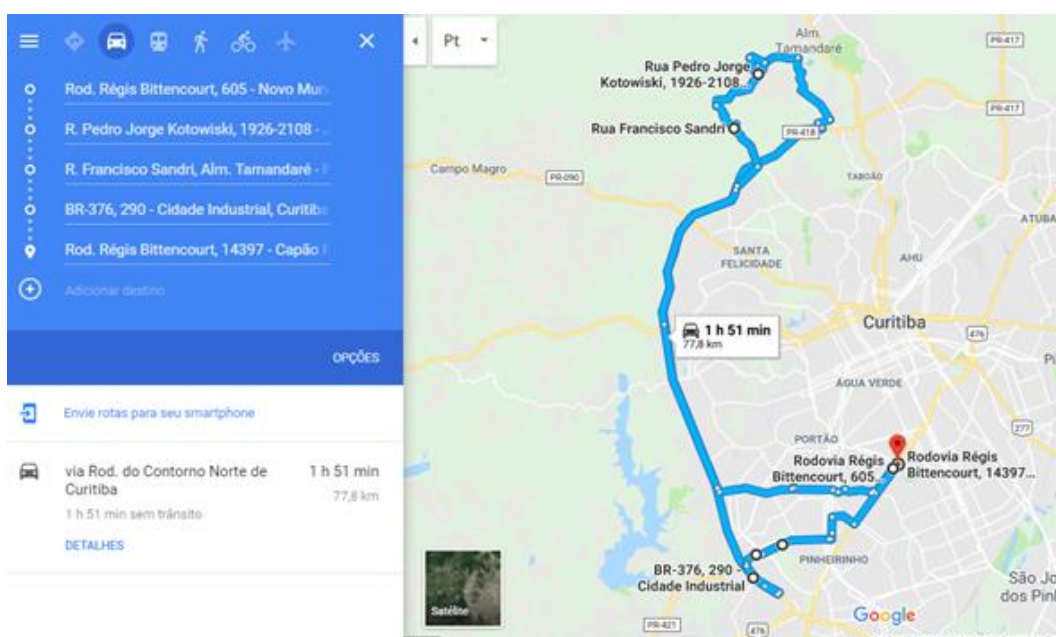 Rod. Régis Bittencourt, 605 - Novo Mun
R. Pedro Jorge Kotowiski, 1926-2108 -
R. Francisco Sandri, Alm. Tamandaré -
BR-376, 290 - Cidade Industrial, Curitiba
Rod. Régis Bittencourt, 14397 - Capão
Adicionar destino
OPÇÕES
Envie rotas para seu smartphone
via Rod. do Contorno Norte de
Curitiba
1 h 51 min
77,8 km
1 h 51 min sem trânsito
DETALHES
Pt
Alm.
Tamandaré
PR-417
Rua Pedro Jorge
Kotowiski, 1926-2108...
PR-417
Rua Francisco Sandri
PR-418
Campo Magro
PR-090
TABOÃO
ATUBA
SANTA
FELICIDADE
AHU
Curitiba
476
1 h 51 min
77,8 km
ÁGUA VERDE
277
PORTÃO
Rodovia Régis
Bittencourt, 605...
Rodovia Régis
Bittencourt, 14397...
PINHEIRINHO
BR-376, 290 -
Cidade Industrial
São Jo
dos Pinh
Satélite
Google
PR-421
476